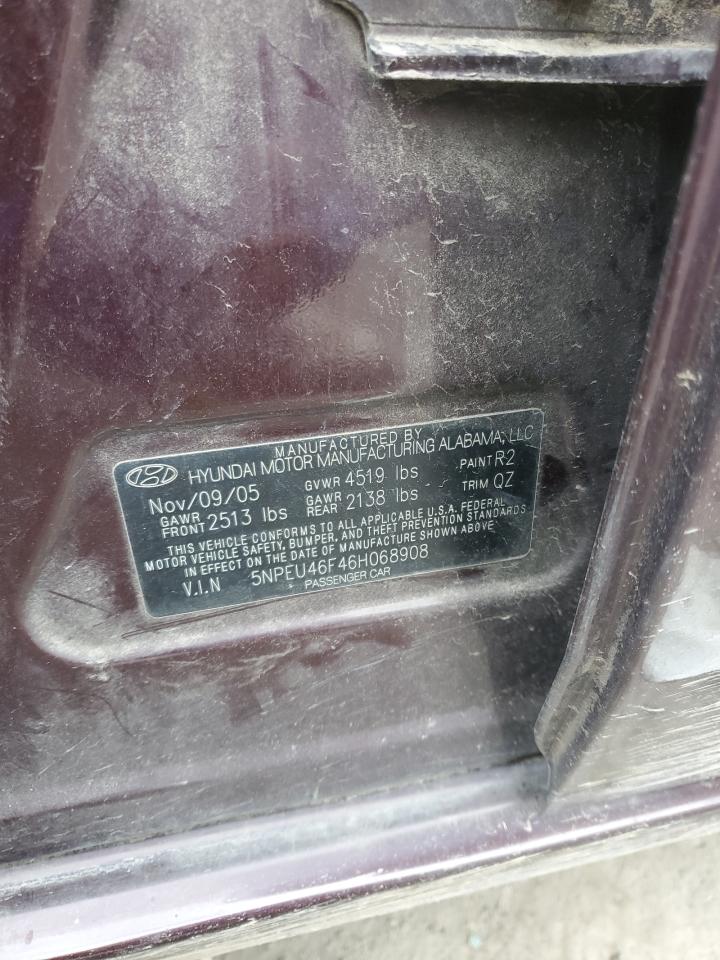 MANUFACTURED BY
HYUNDAI MOTOR MANUFACTURING ALABAMA, LLC
Nov/09/05 GVWR 4519 lbs PAINT R2
GAWR FRONT 2513 lbs GAWR REAR 2138 lbs TRIM QZ
THIS VEHICLE CONFORMS TO ALL APPLICABLE U.S.A. FEDERAL
MOTOR VEHICLE SAFETY, BUMPER, AND THEFT PREVENTION STANDARDS
IN EFFECT ON THE DATE OF MANUFACTURE SHOWN ABOVE
V.I.N 5NPEU46F46H068908
PASSENGER CAR